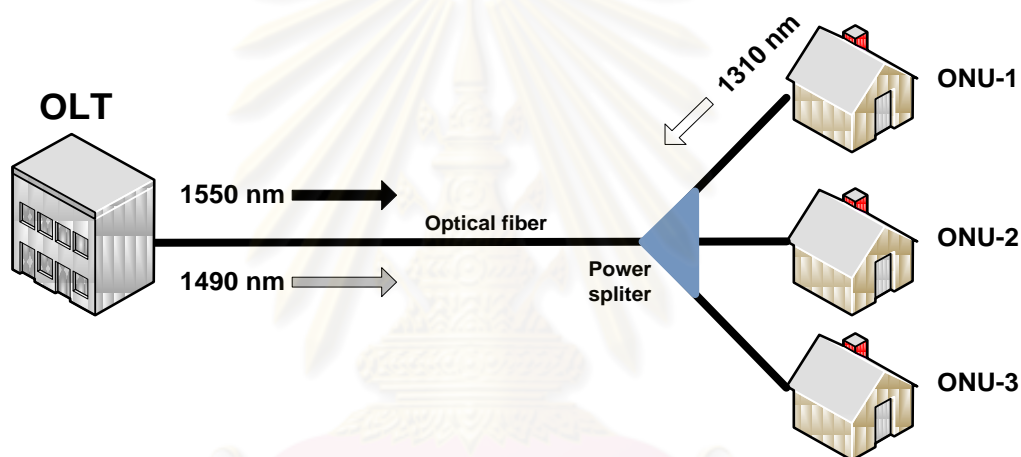 OLT
1550 nm
1490 nm
Optical fiber
Power
spliter
1310 nm
ONU-1
ONU-2
ONU-3